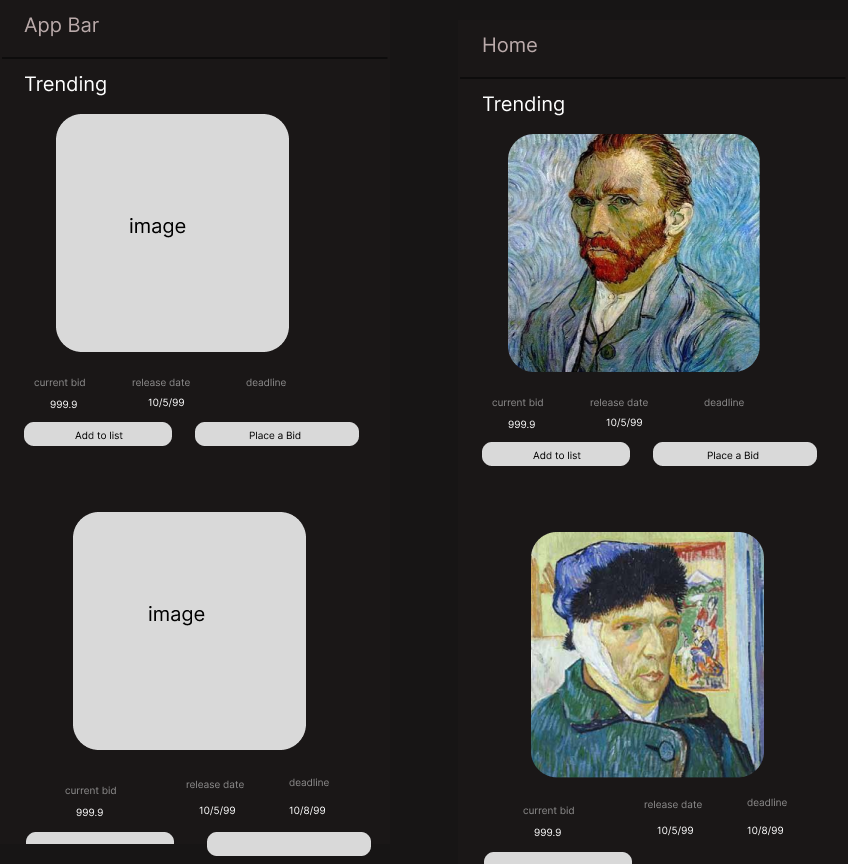 App Bar
Trending
image
current bid release date deadline
999.9 10/5/99
Add to list Place a Bid
image
current bid release date deadline
999.9 10/5/99 10/8/99
Home
Trending
current bid release date deadline
999.9 10/5/99
Add to list Place a Bid
current bid release date deadline
999.9 10/5/99 10/8/99